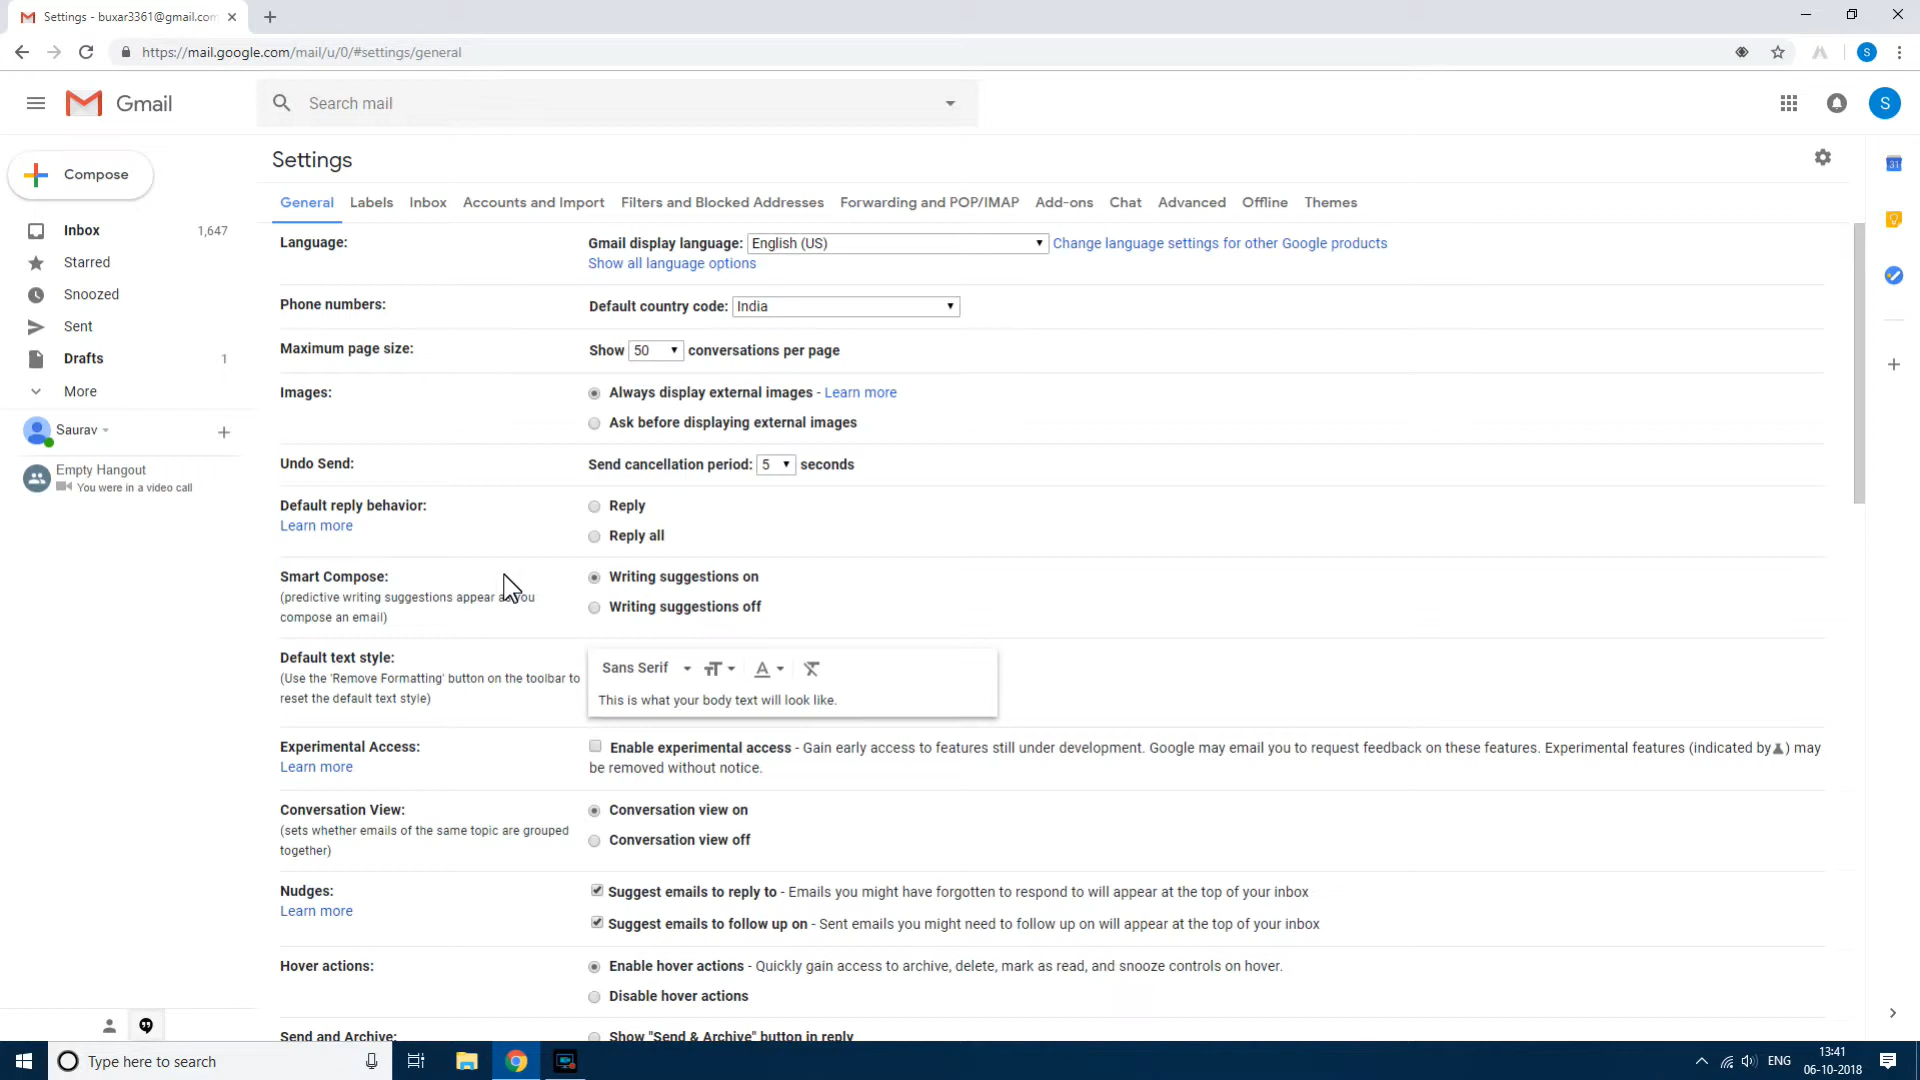 Settings - buxar3361@gmail.com
https://mail.google.com/mail/u/0/#settings/general
S
Gmail
Search mail
S
Compose
Settings
31
General Labels Inbox Accounts and Import Filters and Blocked Addresses Forwarding and POP/IMAP Add-ons Chat Advanced Offline Themes
Inbox 1,647
Starred
Snoozed
Sent
Drafts 1
More
Saurav
Empty Hangout
You were in a video call
Language: Gmail display language: English (US) Change language settings for other Google products
Show all language options
Phone numbers: Default country code: India
Maximum page size: Show 50 conversations per page
Images: Always display external images - Learn more
Ask before displaying external images
Undo Send: Send cancellation period: 5 seconds
Default reply behavior: Reply
Learn more
Reply all
Smart Compose: Writing suggestions on
(predictive writing suggestions appear as you
compose an email)
Writing suggestions off
Default text style:
(Use the 'Remove Formatting' button on the toolbar to
reset the default text style)
Sans Serif
This is what your body text will look like.
Experimental Access: Enable experimental access - Gain early access to features still under development. Google may email you to request feedback on these features. Experimental features (indicated by ) may
Learn more be removed without notice.
Conversation View: Conversation view on
(sets whether emails of the same topic are grouped
together)
Conversation view off
Nudges: Suggest emails to reply to - Emails you might have forgotten to respond to will appear at the top of your inbox
Learn more
Suggest emails to follow up on - Sent emails you might need to follow up on will appear at the top of your inbox
Hover actions: Enable hover actions - Quickly gain access to archive, delete, mark as read, and snooze controls on hover.
Disable hover actions
Send and Archive: Show "Send & Archive" button in reply
Type here to search
ENG
13:41
06-10-2018